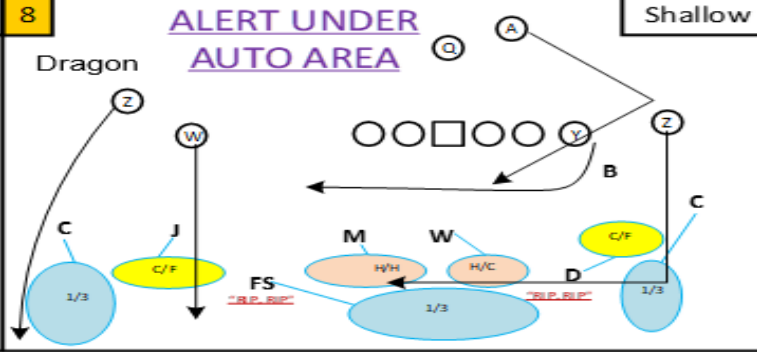 8
ALERT UNDER
AUTO AREA
Shallow
Dragon
A
Q
Z
W
Y
Z
B
C
J
M
W
C
C/F
C/F
H/H
H/C
FS
D
1/3
1/3
1/3
"RIP, RIP"
"RIP, RIP"